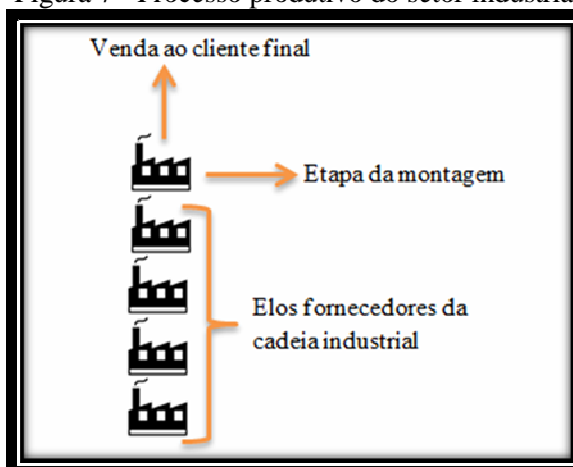 Figura 7 - Processo produtivo do setor industrial
Venda ao cliente final
Etapa da montagem
Elos fornecedores da
cadeia industrial